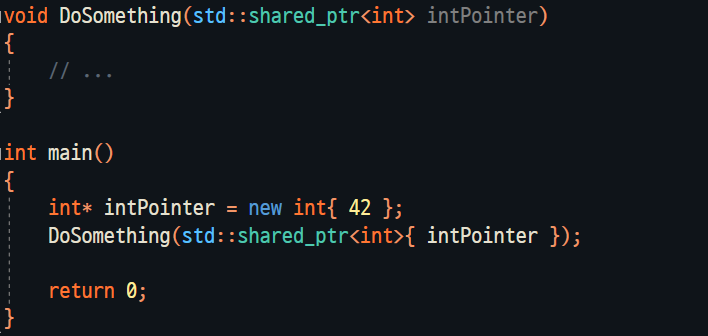 void DoSomething(std::shared_ptr<int> intPointer)
{
    // ...
}
int main()
{
    int* intPointer = new int{ 42 };
    DoSomething(std::shared_ptr<int>{ intPointer });
    return 0;
}